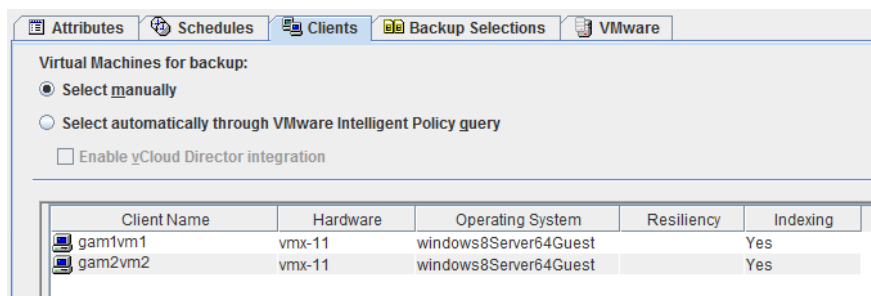 Attributes Schedules Clients Backup Selections VMware
Virtual Machines for backup:
Select manually
Select automatically through VMware Intelligent Policy query
Enable vCloud Director integration
Client Name Hardware Operating System Resiliency Indexing
gam1vm1 vmx-11 windows8Server64Guest Yes
gam2vm2 vmx-11 windows8Server64Guest Yes